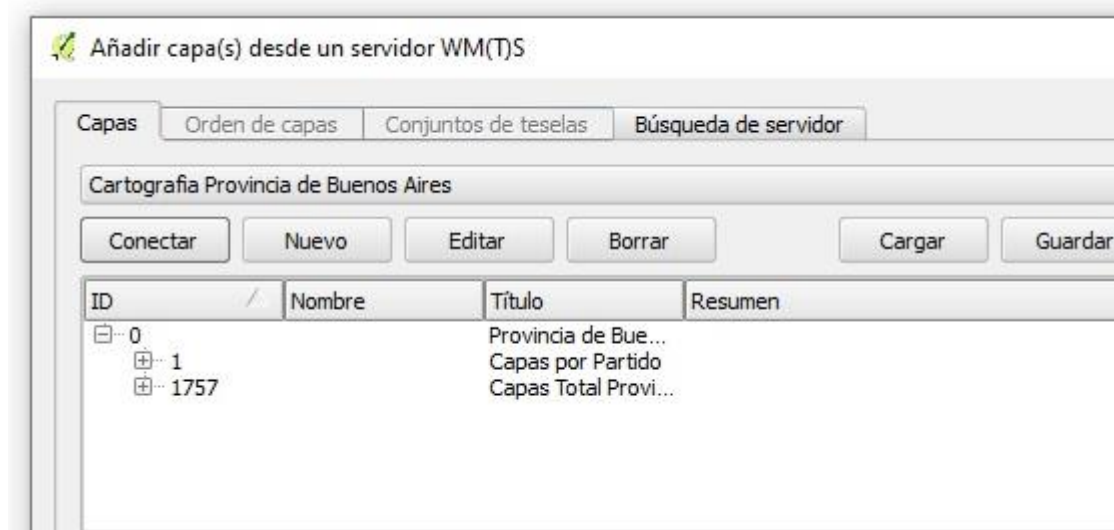 Añadir capa(s) desde un servidor WM(T)S
Capas Orden de capas Conjuntos de teselas Búsqueda de servidor
Cartografia Provincia de Buenos Aires
Conectar Nuevo Editar Borrar Cargar Guardar
ID Nombre Título Resumen
0 Provincia de Bue...
1 Capas por Partido
1757 Capas Total Provi...